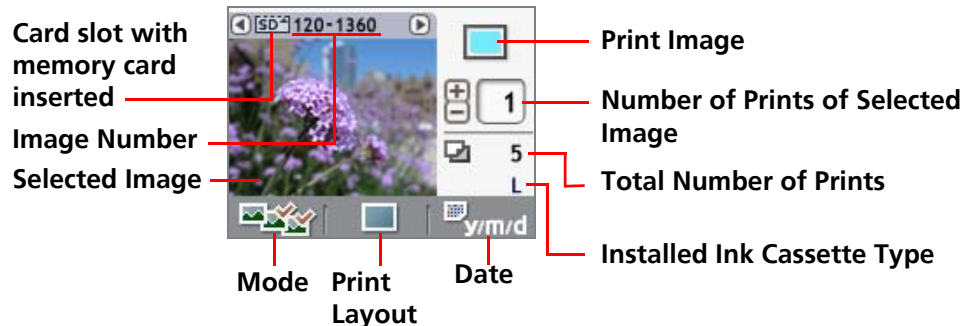 Card slot with
memory card
inserted
Image Number
Selected Image
SD 120-1360
1
5
L
y/m/d
Print Image
Number of Prints of Selected
Image
Total Number of Prints
Installed Ink Cassette Type
Mode
Print
Layout
Date